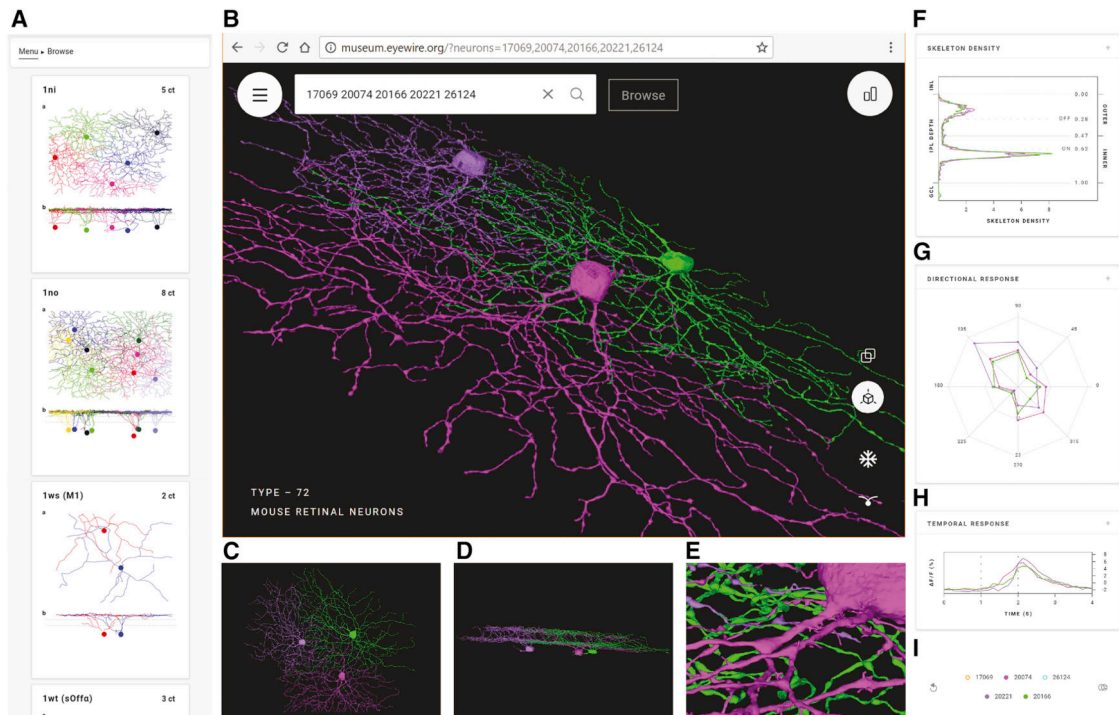 A
Menu ▸ Browse
1ni 5 ct
a
b
1no 8 ct
a
b
1ws (M1) 2 ct
a
b
1wt (sOffα) 3 ct
B
museum.eyewire.org/?neurons=17069,20074,20166,20221,26124
17069 20074 20166 20221 26124
Browse
TYPE – 72
MOUSE RETINAL NEURONS
C
D
E
F
SKELETON DENSITY
INL
IPL DEPTH
GCL
OFF
ON
0.00
0.28
0.47
0.62
1.00
OUTER
INNER
2 4 6 8
SKELETON DENSITY
G
DIRECTIONAL RESPONSE
90
135 45
180 0
225 315
23
270
H
TEMPORAL RESPONSE
ΔF/F (%)
8
4
0
-4
0 1 2 3 4
TIME (S)
I
17069 20074 26124
20221 20166